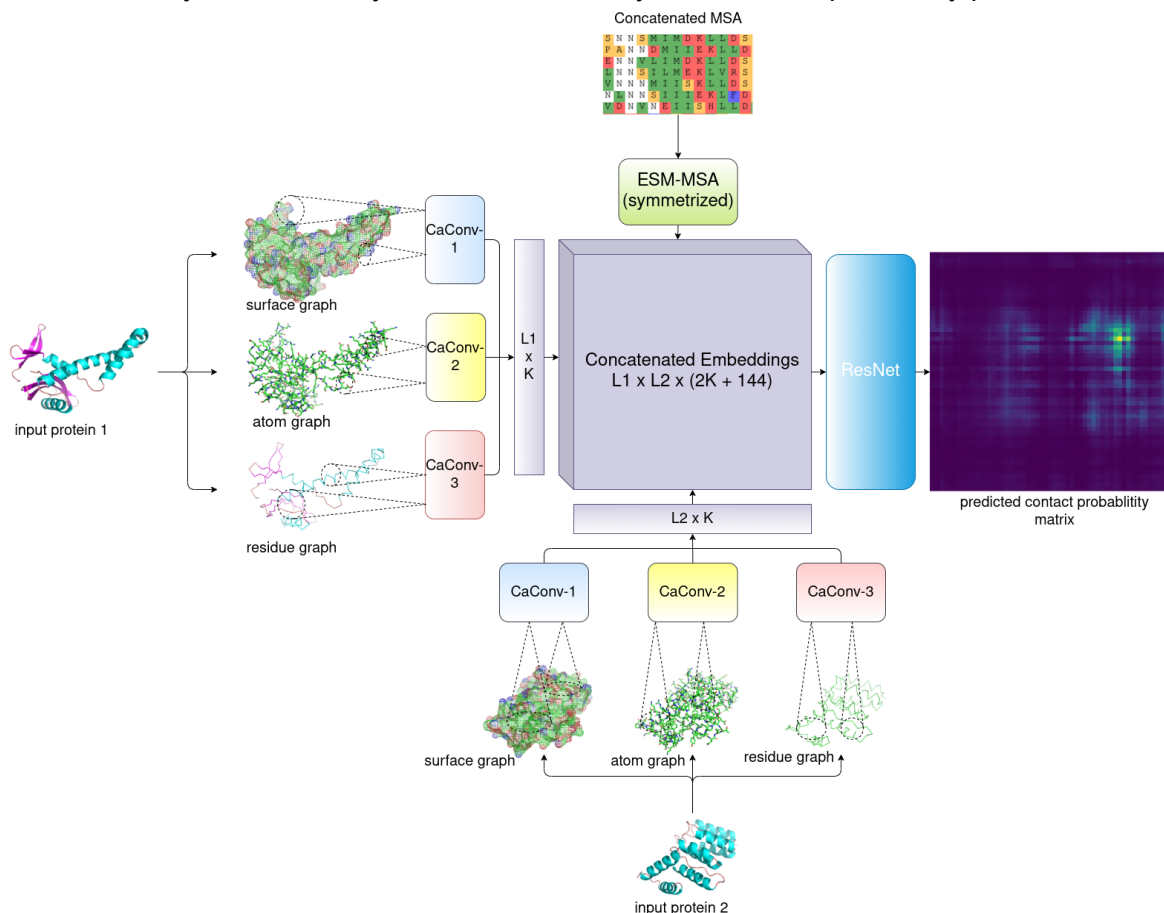 Concatenated MSA
S N N S M I M D K L L D S
P A N N D M I I E K L L D
E N N V L I M D K L L D S
L N N S I L M E K L V R S
V N N N M I I S K L L D S
N L N N S I I I E K L F D
V D N V N E I I S H L L D
ESM-MSA
(symmetrized)
CaConv-
1
surface graph
CaConv-
2
atom graph
CaConv-
3
residue graph
input protein 1
L1
x
K
Concatenated Embeddings
L1 x L2 x (2K + 144)
ResNet
predicted contact probablitity
matrix
L2 x K
CaConv-1
CaConv-2
CaConv-3
surface graph
atom graph
residue graph
input protein 2